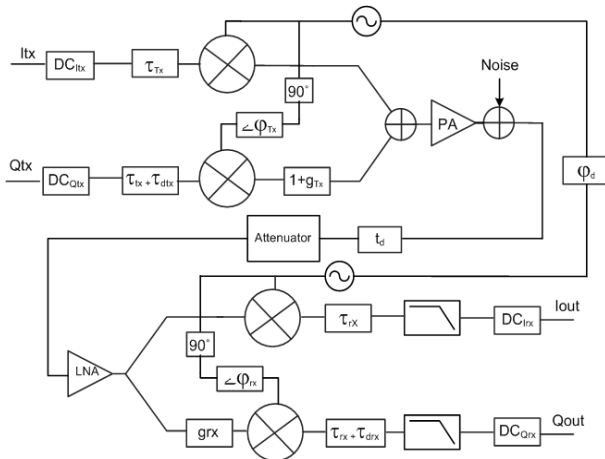 Itx
DC_Itx
τ_Tx
90°
Noise
∠φ_Tx
PA
Qtx
DC_Qtx
τ_tx + τ_dtx
1+g_Tx
φ_d
Attenuator
t_d
Iout
τ_rX
DC_Irx
90°
LNA
∠φ_rx
Qout
grx
τ_rx + τ_drx
DC_Qrx